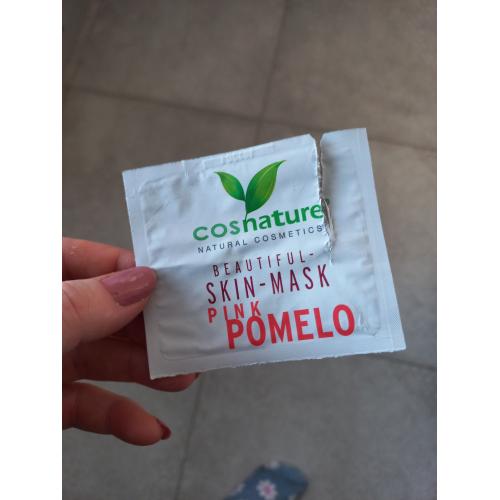 cosnature
NATURAL COSMETICS
BEAUTIFUL-
SKIN-MASK
PINK
POMELO